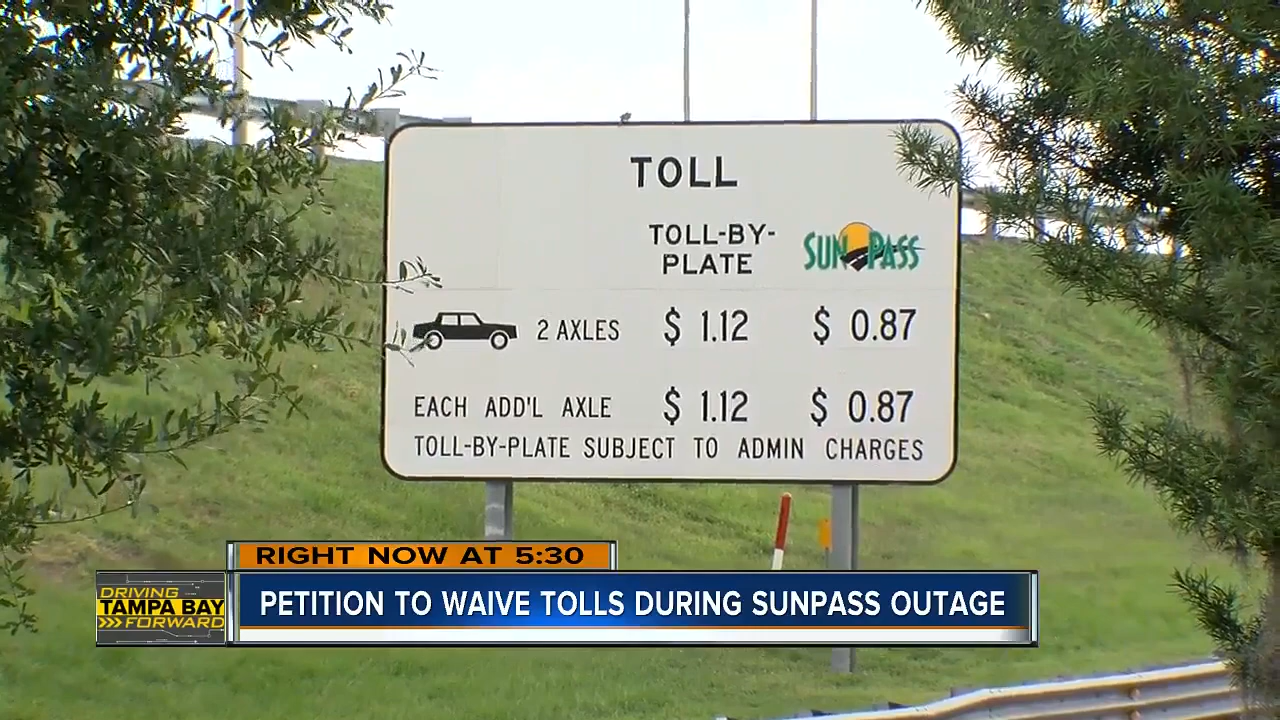 TOLL
TOLL-BY-
PLATE
SUNPASS
2 AXLES $ 1.12 $ 0.87
EACH ADD'L AXLE $ 1.12 $ 0.87
TOLL-BY-PLATE SUBJECT TO ADMIN CHARGES
RIGHT NOW AT 5:30
DRIVING
TAMPA BAY
FORWARD
PETITION TO WAIVE TOLLS DURING SUNPASS OUTAGE